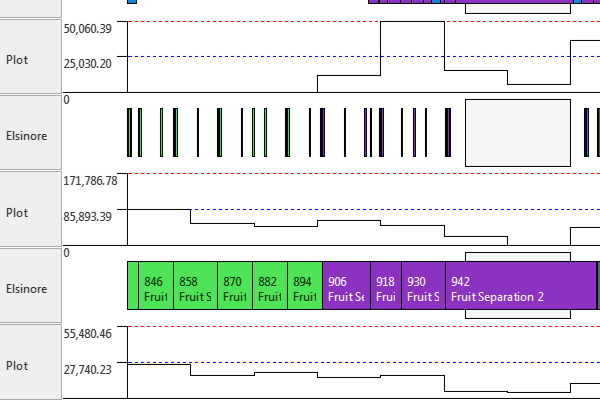 50,060.39
Plot
25,030.20
0
Elsinore
171,786.78
Plot
85,893.39
0
Elsinore
846 858 870 882 894 906 918 930 942
Fruit Fruit S Fruit Fruit Fruit Fruit Se Frui Fruit S Fruit Separation 2
55,480.46
Plot
27,740.23